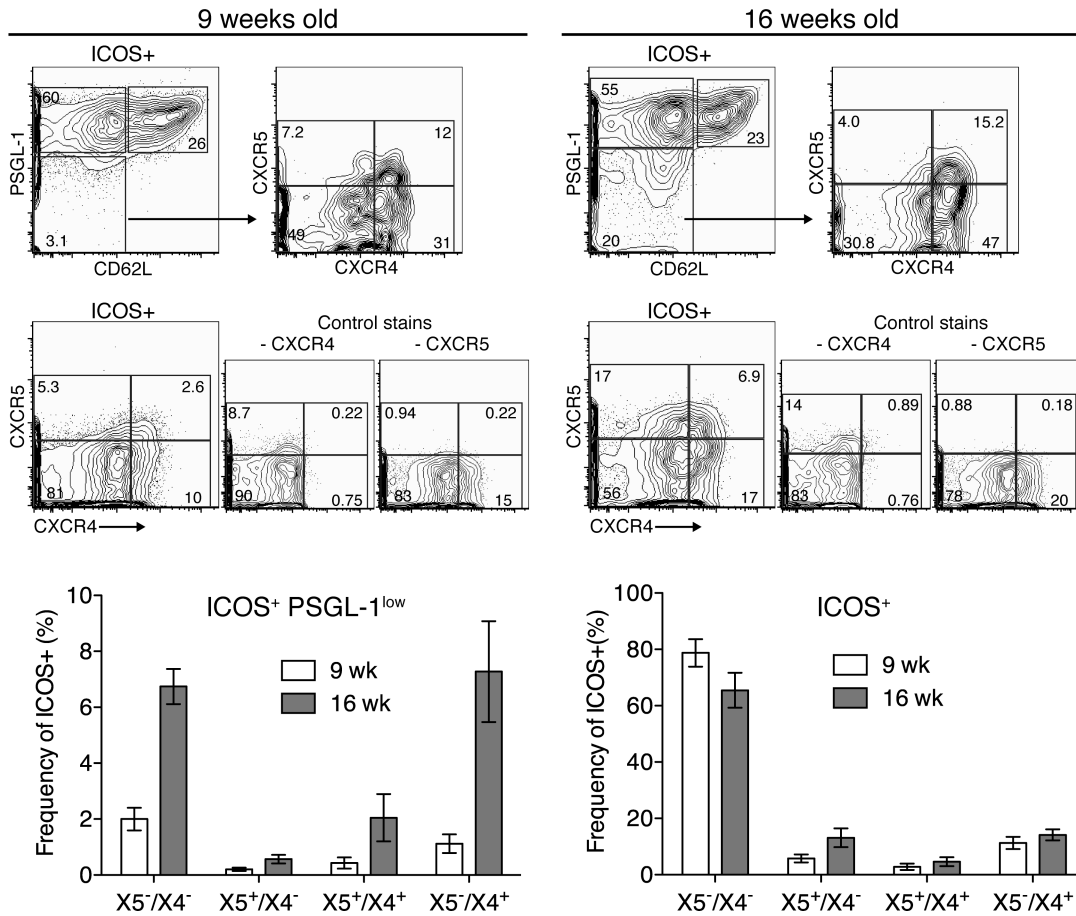 9 weeks old
16 weeks old
ICOS+
60
26
3.1
PSGL-1
CD62L
7.2
12
49
31
CXCR5
CXCR4
ICOS+
55
23
20
PSGL-1
CD62L
4.0
15.2
30.8
47
CXCR5
CXCR4
ICOS+
5.3
2.6
81
10
CXCR5
CXCR4
Control stains
- CXCR4
- CXCR5
8.7
0.22
90
0.75
0.94
0.22
83
15
ICOS+
17
6.9
56
17
CXCR5
CXCR4
Control stains
- CXCR4
- CXCR5
14
0.89
83
0.76
0.88
0.18
78
20
ICOS⁺ PSGL-1ˡᵒʷ
9 wk
16 wk
Frequency of ICOS+ (%)
10
8
6
4
2
0
X5⁻/X4⁻
X5⁺/X4⁻
X5⁺/X4⁺
X5⁻/X4⁺
ICOS⁺
9 wk
16 wk
Frequency of ICOS+(%)
100
80
60
40
20
0
X5⁻/X4⁻
X5⁺/X4⁻
X5⁺/X4⁺
X5⁻/X4⁺